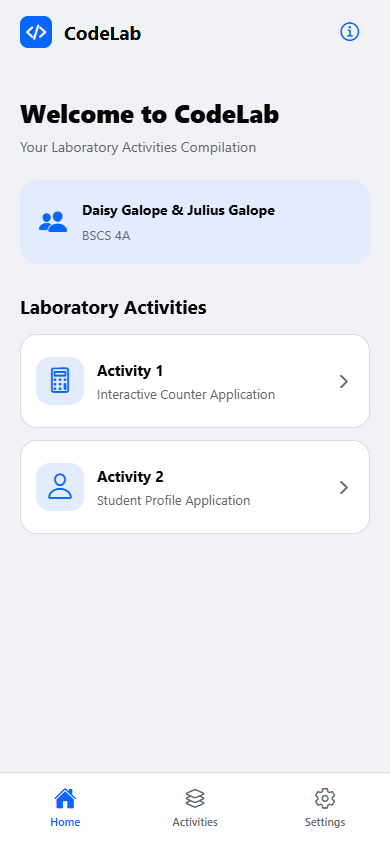 CodeLab
Welcome to CodeLab
Your Laboratory Activities Compilation
Daisy Galope & Julius Galope
BSCS 4A
Laboratory Activities
Activity 1
Interactive Counter Application
Activity 2
Student Profile Application
Home
Activities
Settings